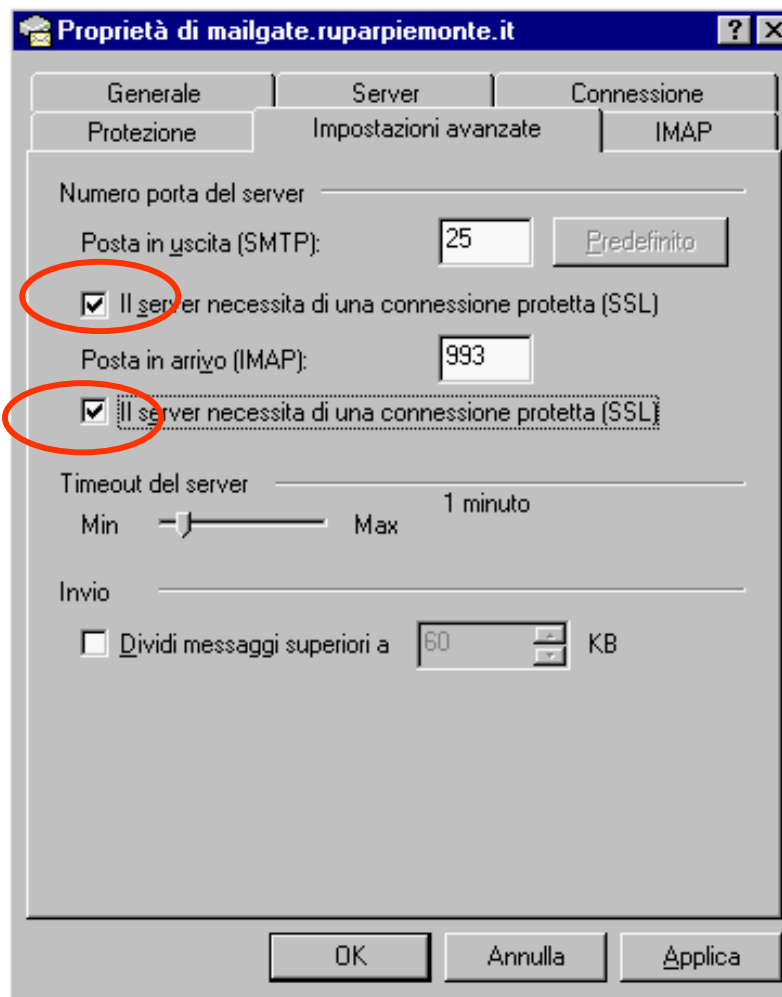 Proprietà di mailgate.ruparpiemonte.it
Generale Server Connessione
Protezione Impostazioni avanzate IMAP
Numero porta del server
Posta in uscita (SMTP): 25 Predefinito
Il server necessita di una connessione protetta (SSL)
Posta in arrivo (IMAP): 993
Il server necessita di una connessione protetta (SSL)
Timeout del server
Min Max 1 minuto
Invio
Dividi messaggi superiori a 60 KB
OK Annulla Applica